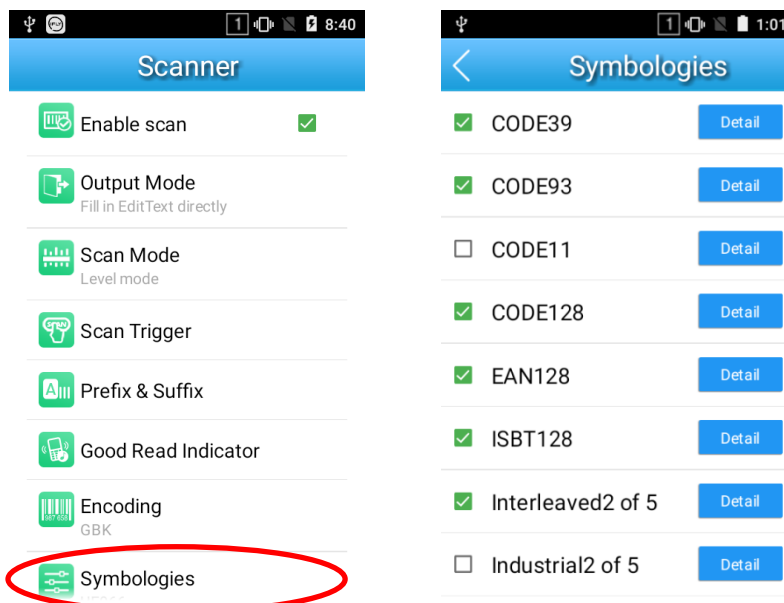 1
8:40
Scanner
Enable scan
Output Mode
Fill in EditText directly
Scan Mode
Level mode
Scan Trigger
Prefix & Suffix
Good Read Indicator
Encoding
GBK
Symbologies
1
1:01
Symbologies
CODE39
Detail
CODE93
Detail
CODE11
Detail
CODE128
Detail
EAN128
Detail
ISBT128
Detail
Interleaved2 of 5
Detail
Industrial2 of 5
Detail